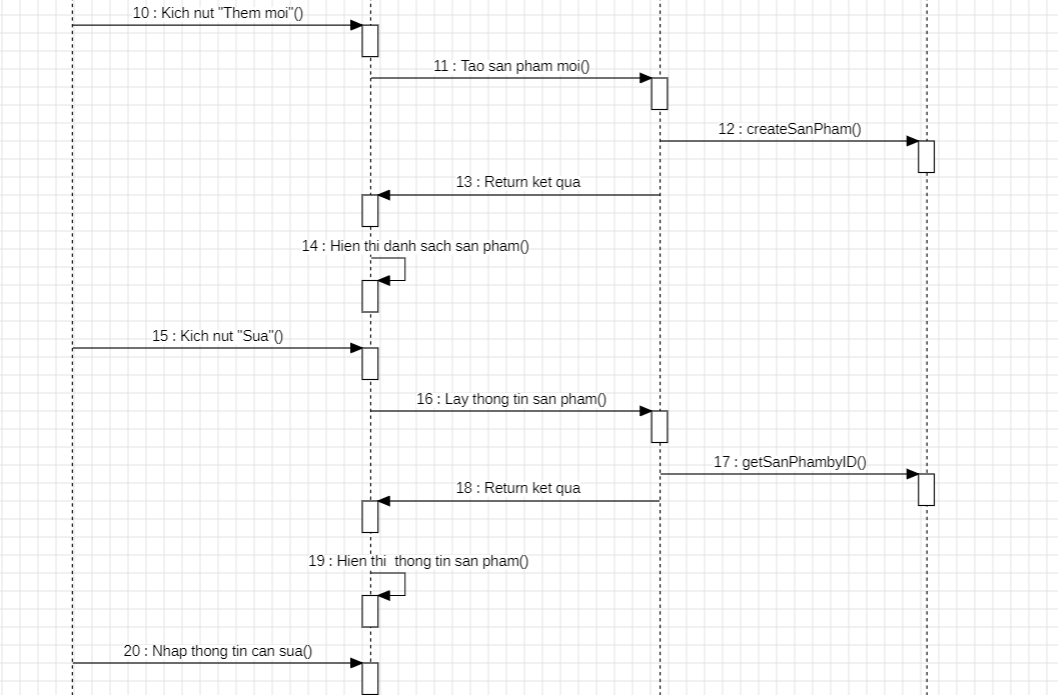 10 : Kich nut "Them moi"()
11 : Tao san pham moi()
12 : createSanPham()
13 : Return ket qua
14 : Hien thi danh sach san pham()
15 : Kich nut "Sua"()
16 : Lay thong tin san pham()
17 : getSanPhambyID()
18 : Return ket qua
19 : Hien thi  thong tin san pham()
20 : Nhap thong tin can sua()